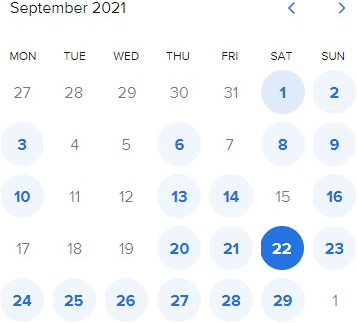 September 2021
MON TUE WED THU FRI SAT SUN
27 28 29 30 31 1 2
3 4 5 6 7 8 9
10 11 12 13 14 15 16
17 18 19 20 21 22 23
24 25 26 27 28 29 1